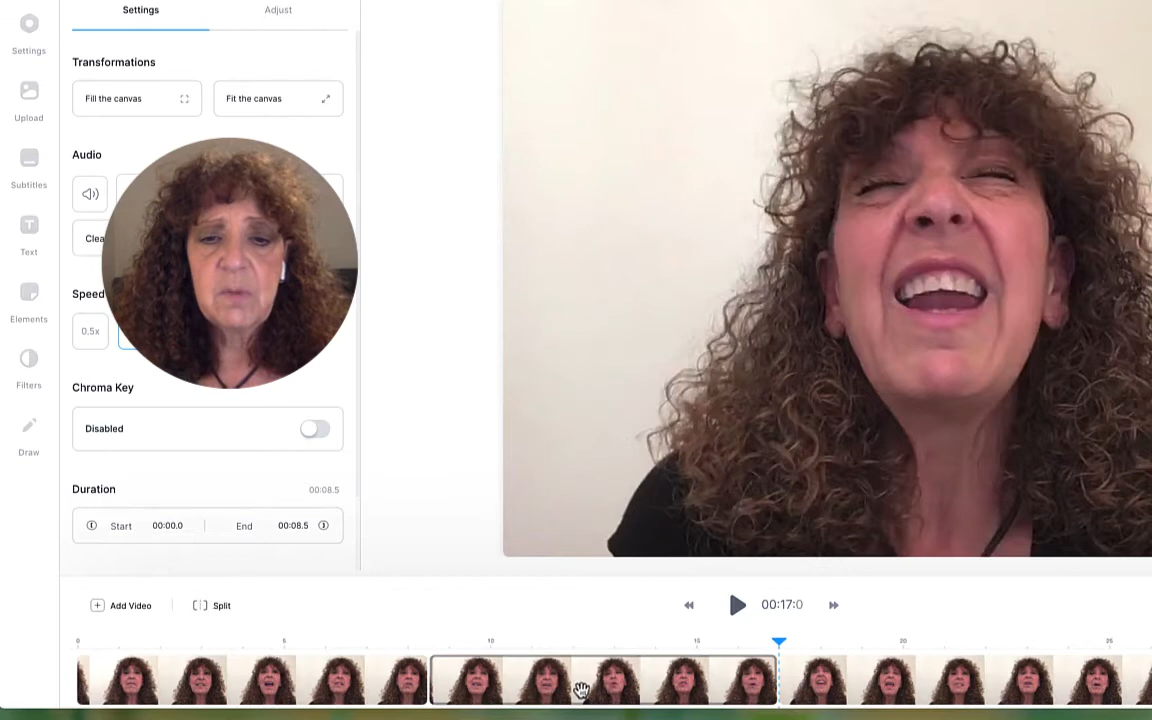 Settings Adjust
Settings
Transformations
Fill the canvas Fit the canvas
Upload
Audio
Subtitles
Clea
Text
Speed
Elements
0.5x
Filters
Chroma Key
Disabled
Draw
Duration 00:08.5
Start 00:00.0 End 00:08.5
Add Video Split 00:17:0
0 5 10 15 20 25